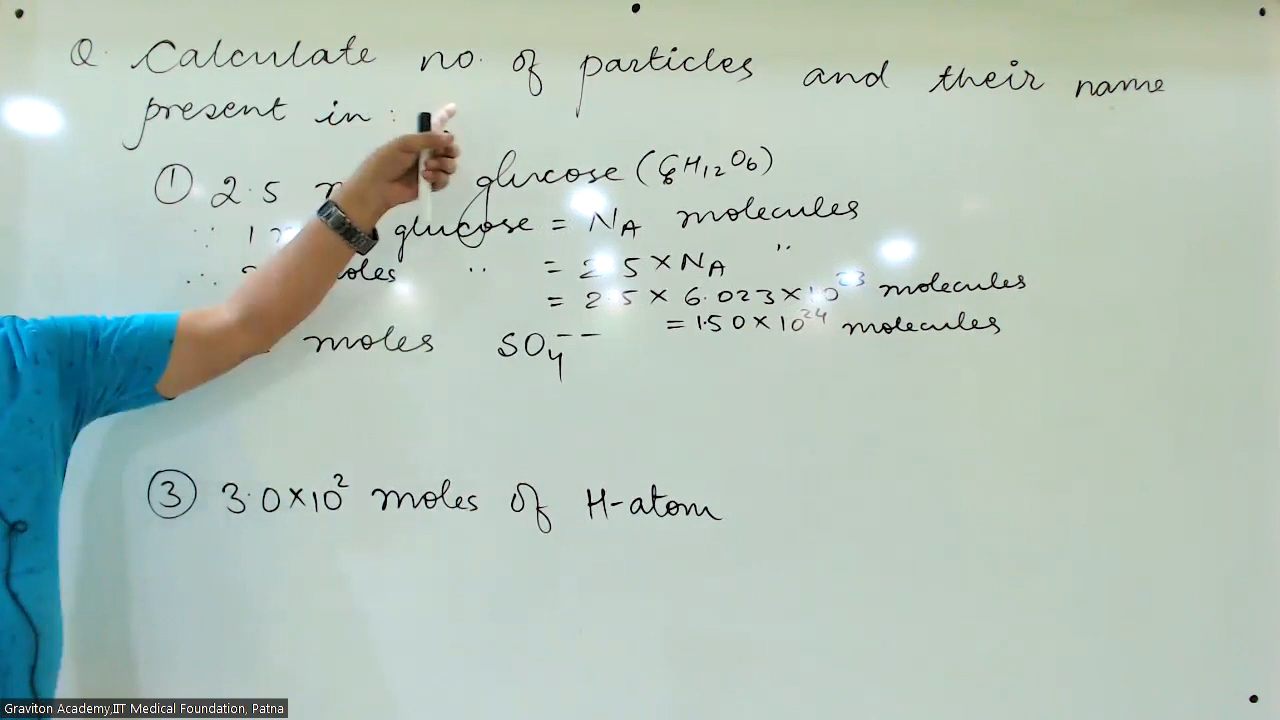 Q. Calculate no. of particles and their name
present in :
① 2.5 glucose (C6H12O6)
∵ 1 glucose = NA molecules
∴ moles " = 2.5 × NA "
= 2.5 × 6.023 × 10^23 molecules
= 1.50 × 10^24 molecules
moles SO4^--
③ 3.0×10^2 moles of H-atom
Graviton Academy,IIT Medical Foundation, Patna